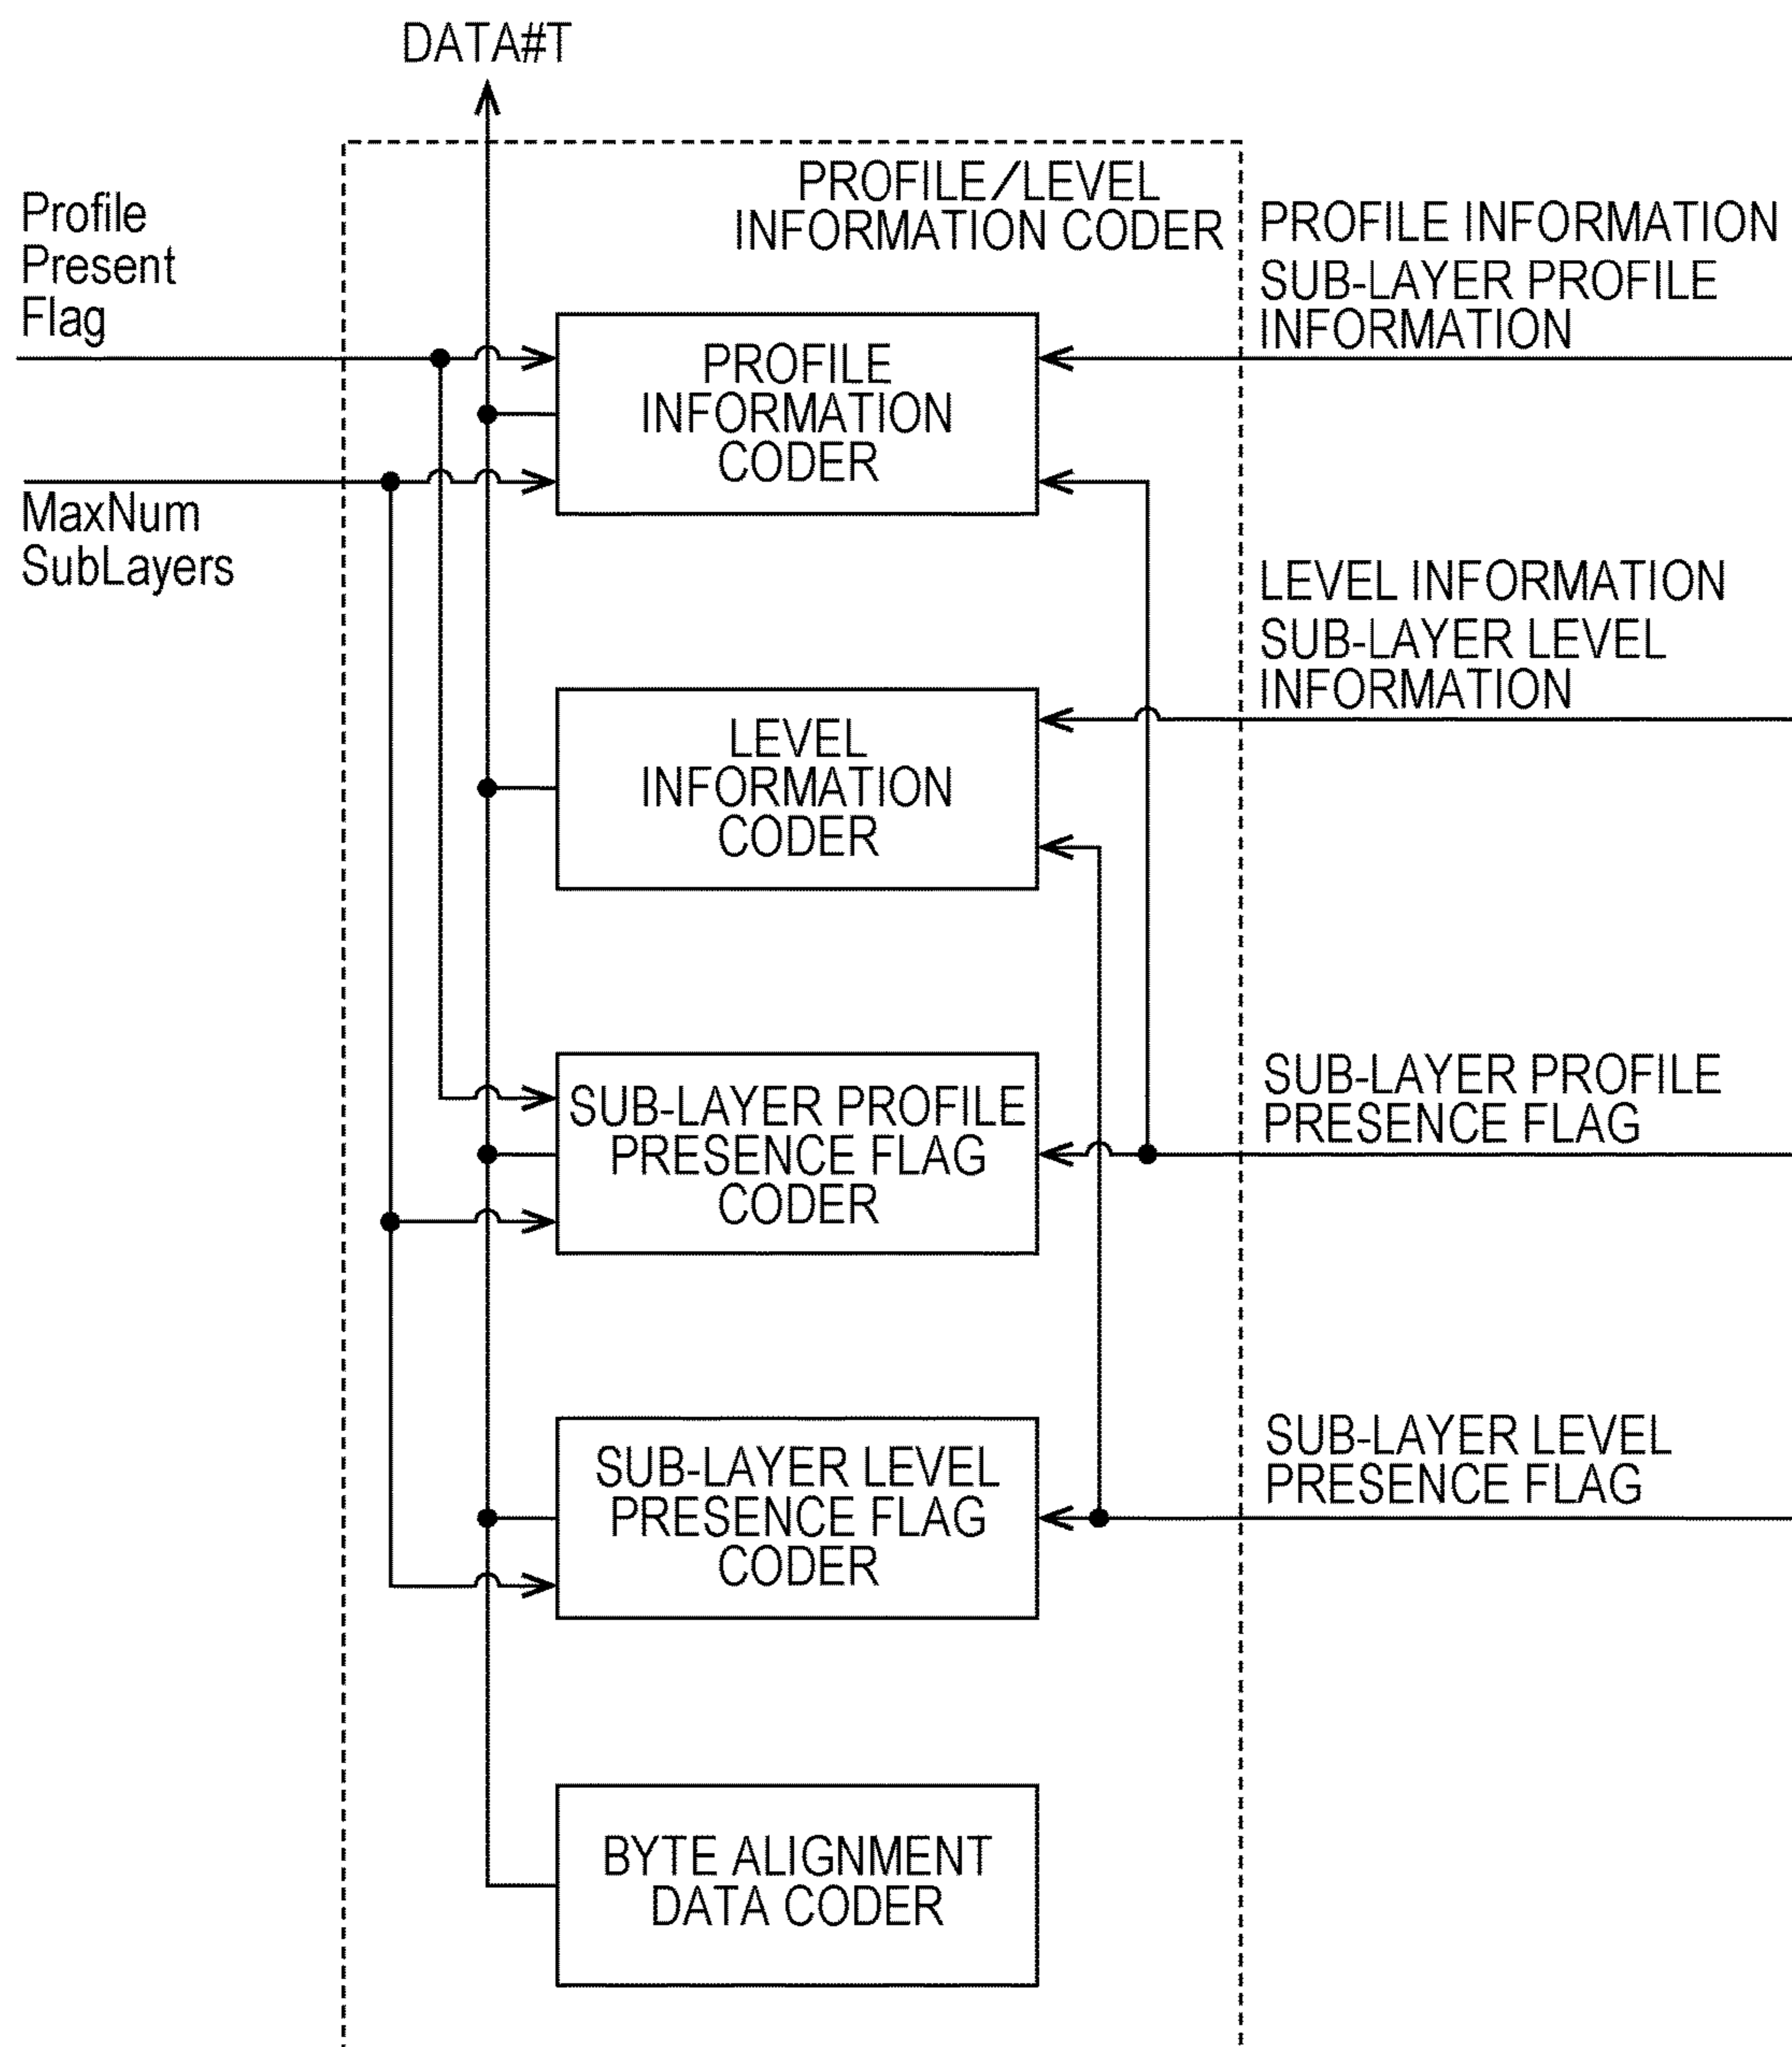 DATA#T
PROFILE/LEVEL
INFORMATION CODER
Profile
Present
Flag
PROFILE INFORMATION
SUB-LAYER PROFILE
INFORMATION
PROFILE
INFORMATION
CODER
MaxNum
SubLayers
LEVEL INFORMATION
SUB-LAYER LEVEL
INFORMATION
LEVEL
INFORMATION
CODER
SUB-LAYER PROFILE
PRESENCE FLAG
SUB-LAYER PROFILE
PRESENCE FLAG
CODER
SUB-LAYER LEVEL
PRESENCE FLAG
SUB-LAYER LEVEL
PRESENCE FLAG
CODER
BYTE ALIGNMENT
DATA CODER